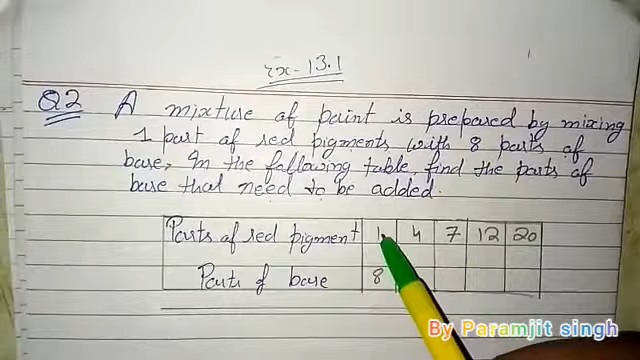 Ex-13.1
Q2 A mixture of paint is prepared by mixing
1 part of red pigments with 8 parts of
base, In the following table, find the parts of
base that need to be added.
Parts of red pigment 1 4 7 12 20
Parts of base 8
By Paramjit singh